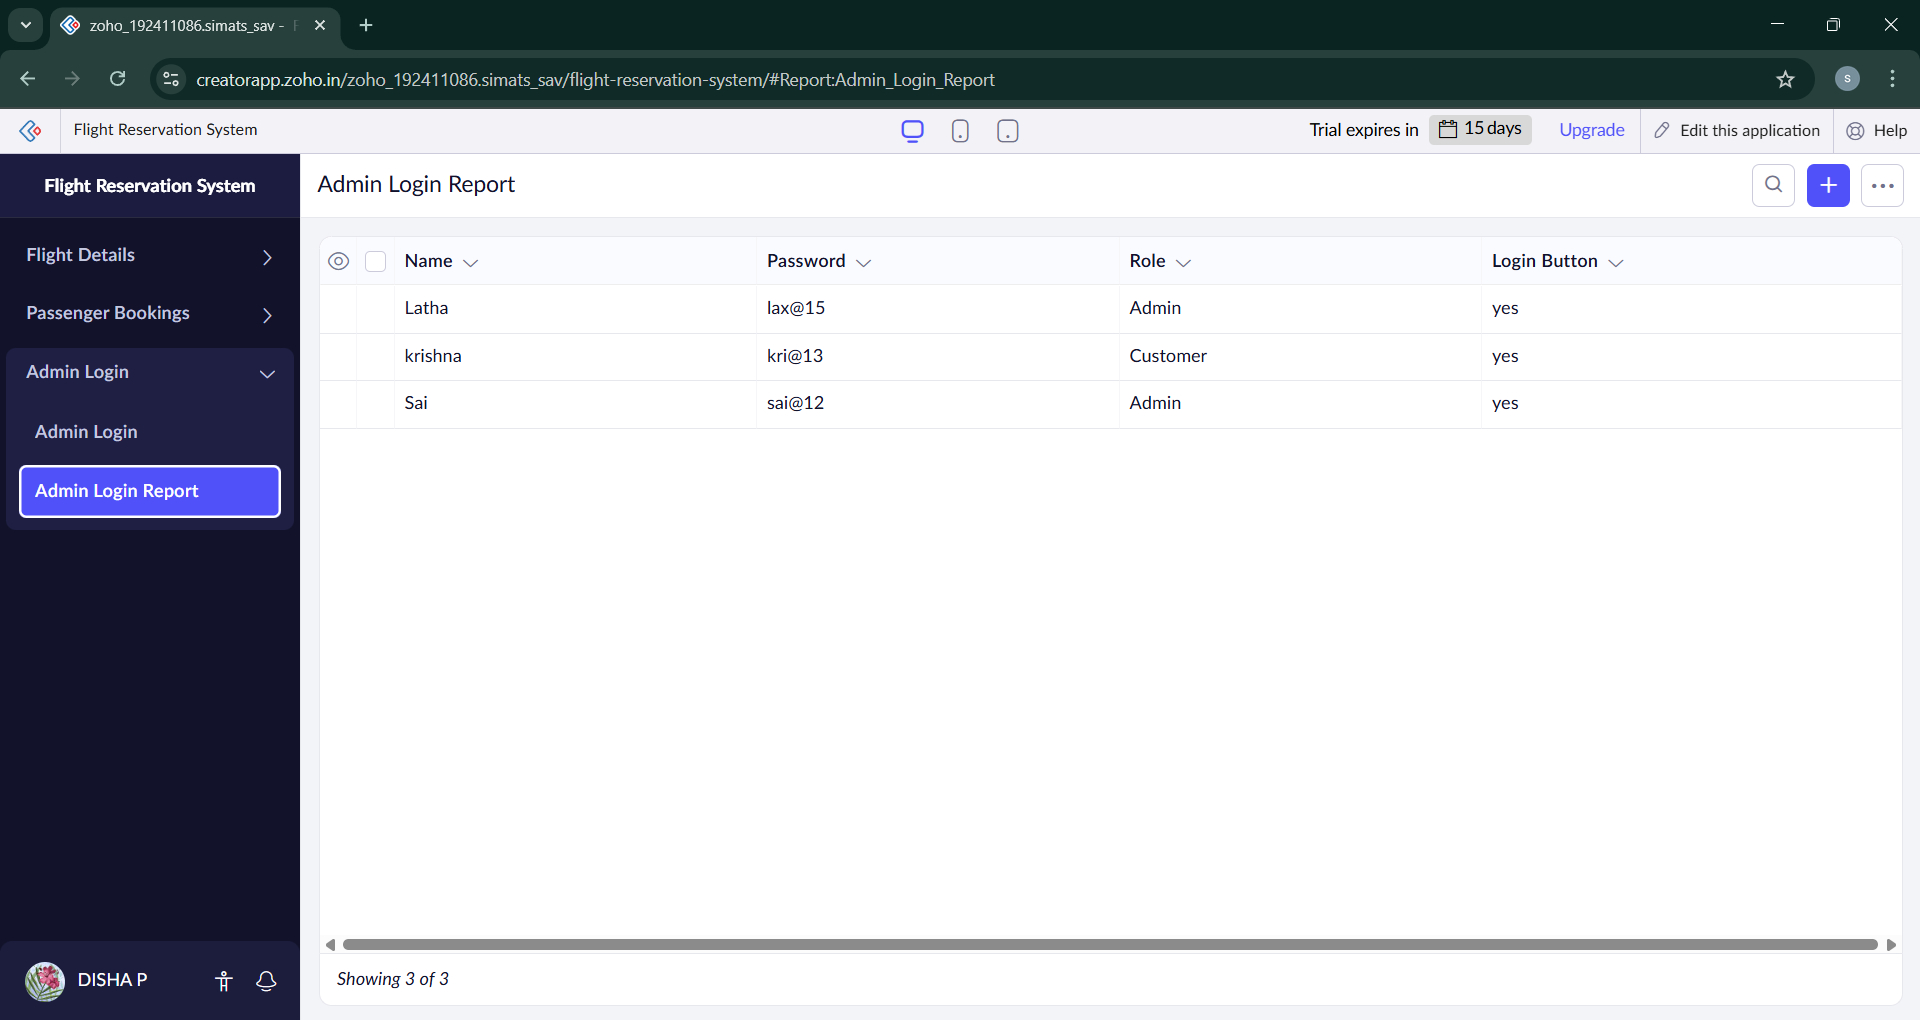 zoho_192411086.simats_sav -
creatorapp.zoho.in/zoho_192411086.simats_sav/flight-reservation-system/#Report:Admin_Login_Report
S
Flight Reservation System
Trial expires in 15 days Upgrade Edit this application Help
Flight Reservation System
Admin Login Report
Flight Details
Passenger Bookings
Admin Login
Admin Login
Admin Login Report
Name Password Role Login Button
Latha lax@15 Admin yes
krishna kri@13 Customer yes
Sai sai@12 Admin yes
Showing 3 of 3
DISHA P